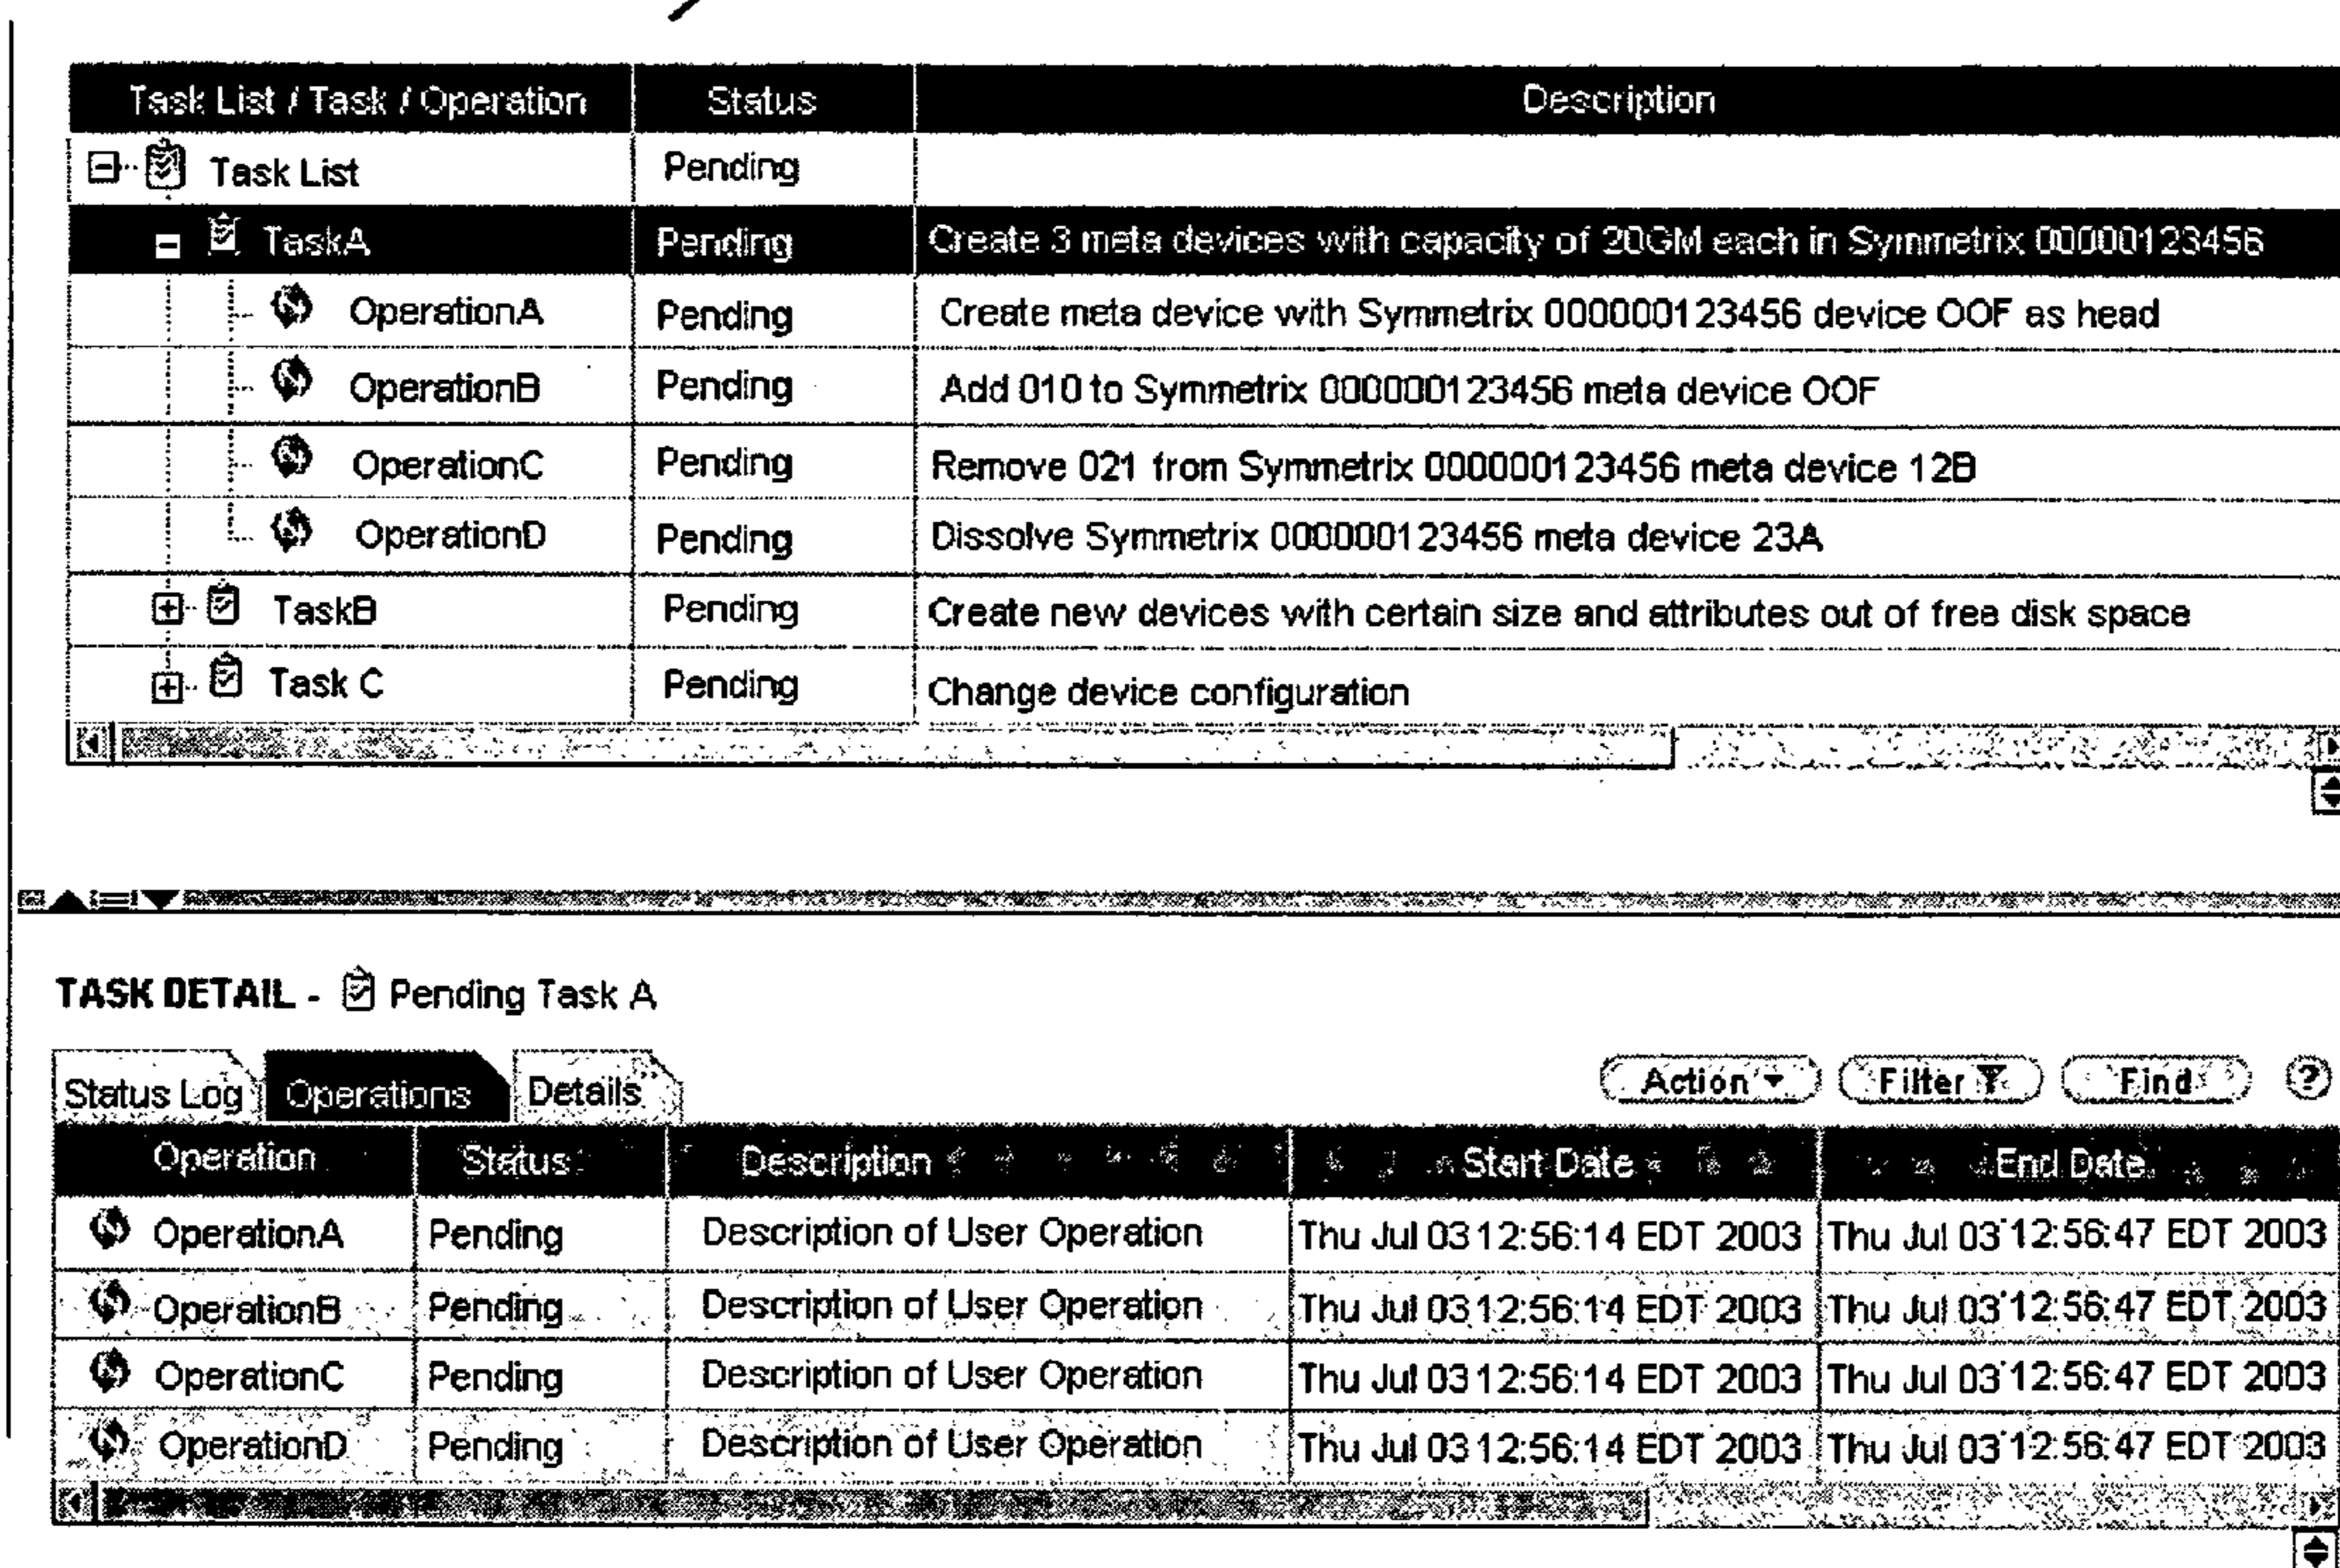 Task List / Task / Operation Status Description
Task List Pending
TaskA Pending Create 3 meta devices with capacity of 20GM each in Symmetrix 00000123456
OperationA Pending Create meta device with Symmetrix 000000123456 device OOF as head
OperationB Pending Add 010 to Symmetrix 000000123456 meta device OOF
OperationC Pending Remove 021 from Symmetrix 000000123456 meta device 12B
OperationD Pending Dissolve Symmetrix 000000123456 meta device 23A
TaskB Pending Create new devices with certain size and attributes out of free disk space
Task C Pending Change device configuration
TASK DETAIL - Pending Task A
Status Log Operations Details Action Filter Find ?
Operation Status Description Start Date End Date
OperationA Pending Description of User Operation Thu Jul 03 12:56:14 EDT 2003 Thu Jul 03 12:56:47 EDT 2003
OperationB Pending Description of User Operation Thu Jul 03 12:56:14 EDT 2003 Thu Jul 03 12:56:47 EDT 2003
OperationC Pending Description of User Operation Thu Jul 03 12:56:14 EDT 2003 Thu Jul 03 12:56:47 EDT 2003
OperationD Pending Description of User Operation Thu Jul 03 12:56:14 EDT 2003 Thu Jul 03 12:56:47 EDT 2003